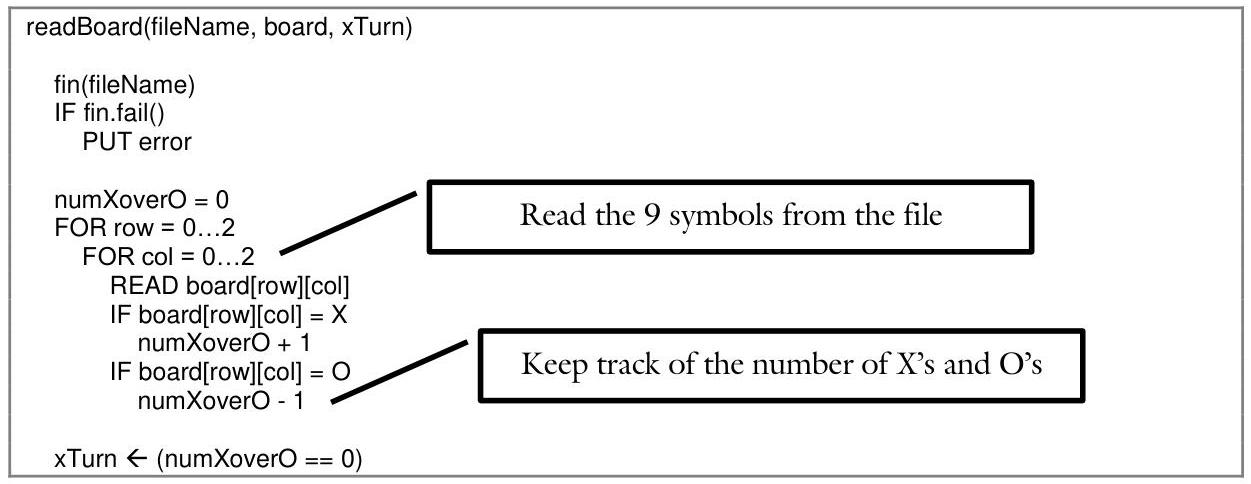 readBoard(fileName, board, xTurn)
fin(fileName)
IF fin.fail()
PUT error
numXoverO = 0
FOR row = 0…2
FOR col = 0…2
READ board[row][col]
IF board[row][col] = X
numXoverO + 1
IF board[row][col] = O
numXoverO - 1
xTurn ← (numXoverO == 0)
Read the 9 symbols from the file
Keep track of the number of X’s and O’s